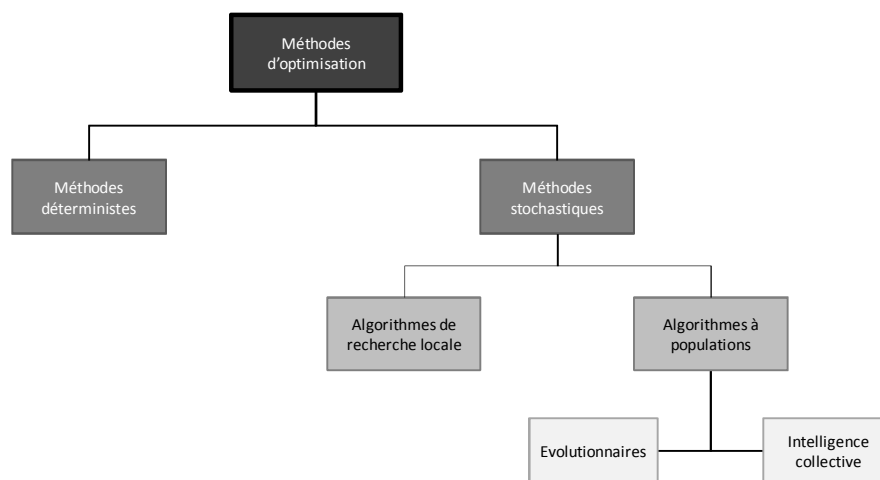 Méthodes
d’optimisation
Méthodes
déterministes
Méthodes
stochastiques
Algorithmes de
recherche locale
Algorithmes à
populations
Evolutionnaires
Intelligence
collective